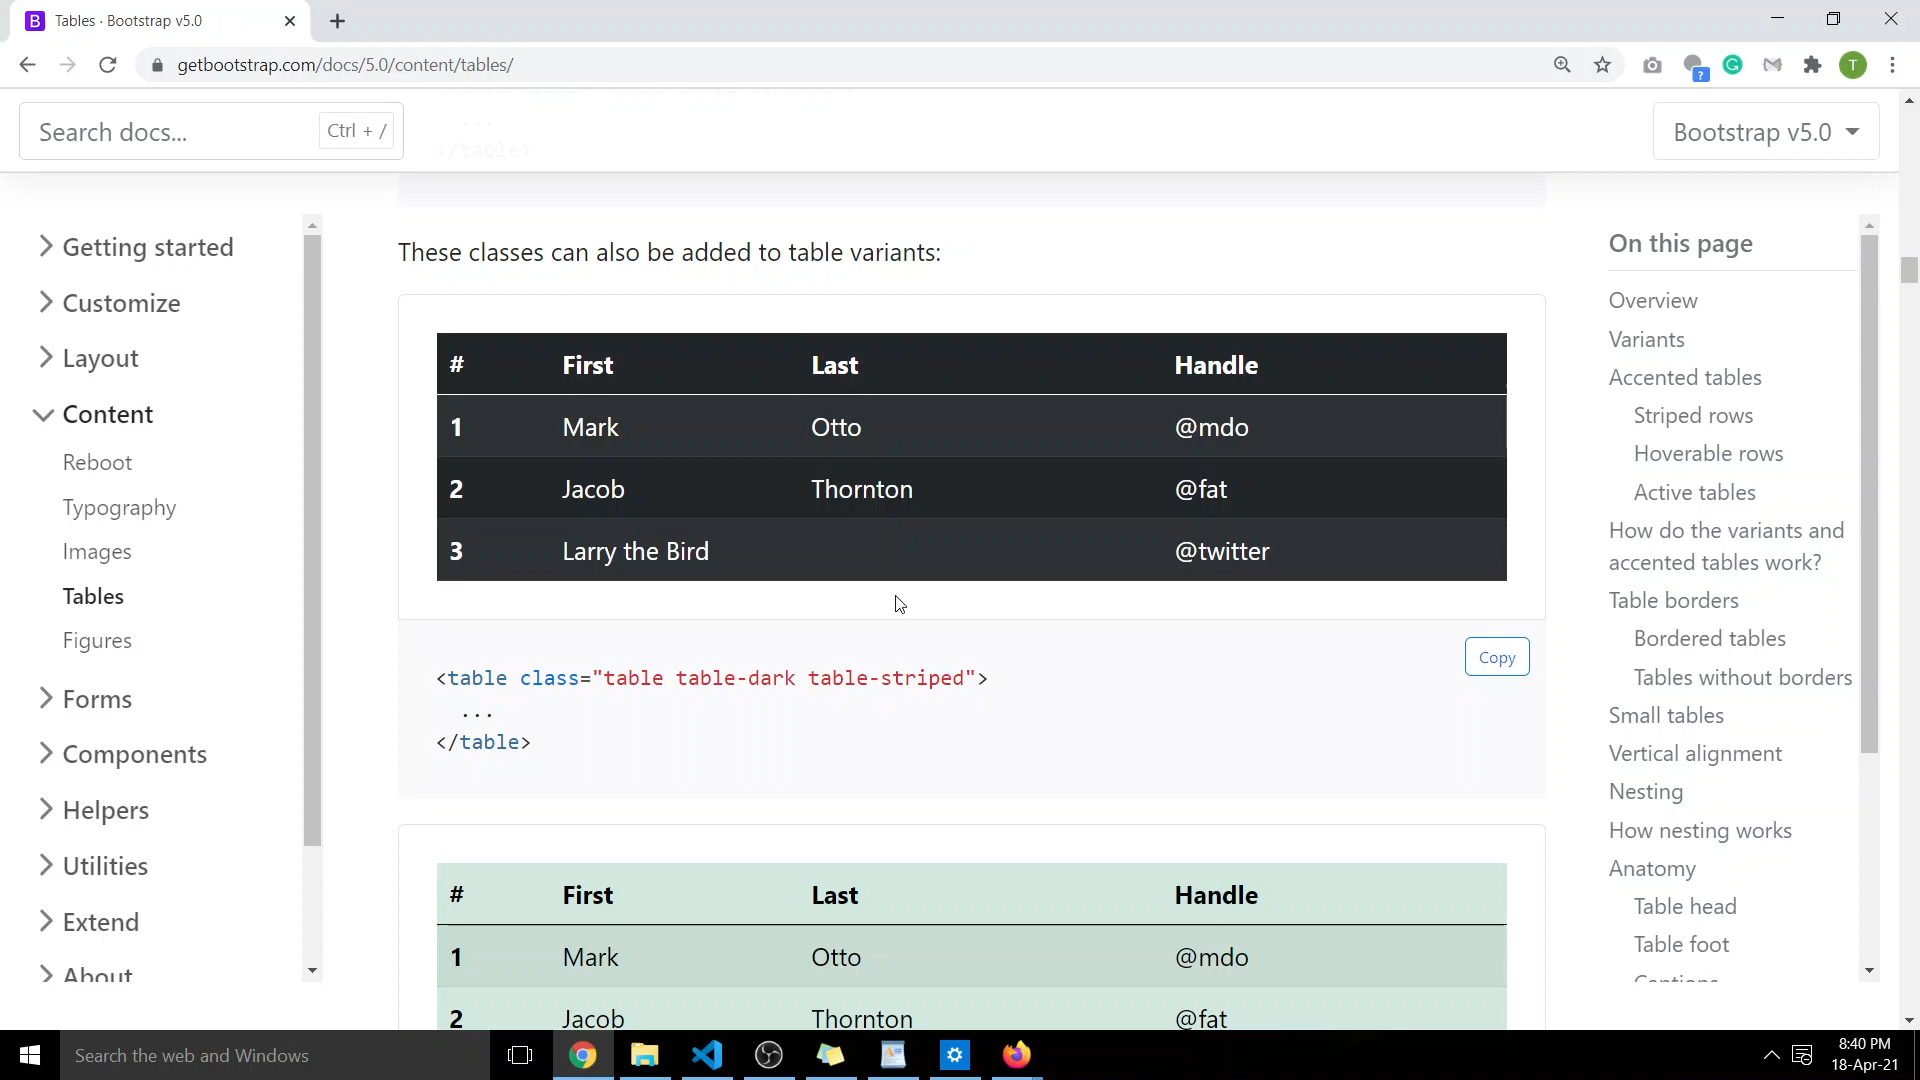 Tables · Bootstrap v5.0
getbootstrap.com/docs/5.0/content/tables/
T
Search docs... Ctrl + /
Bootstrap v5.0
</table>
Getting started
Customize
Layout
Content
Reboot
Typography
Images
Tables
Figures
Forms
Components
Helpers
Utilities
Extend
About
These classes can also be added to table variants:
# First Last Handle
1 Mark Otto @mdo
2 Jacob Thornton @fat
3 Larry the Bird @twitter
Copy
<table class="table table-dark table-striped">
...
</table>
# First Last Handle
1 Mark Otto @mdo
2 Jacob Thornton @fat
On this page
Overview
Variants
Accented tables
Striped rows
Hoverable rows
Active tables
How do the variants and
accented tables work?
Table borders
Bordered tables
Tables without borders
Small tables
Vertical alignment
Nesting
How nesting works
Anatomy
Table head
Table foot
Captions
Search the web and Windows
8:40 PM
18-Apr-21